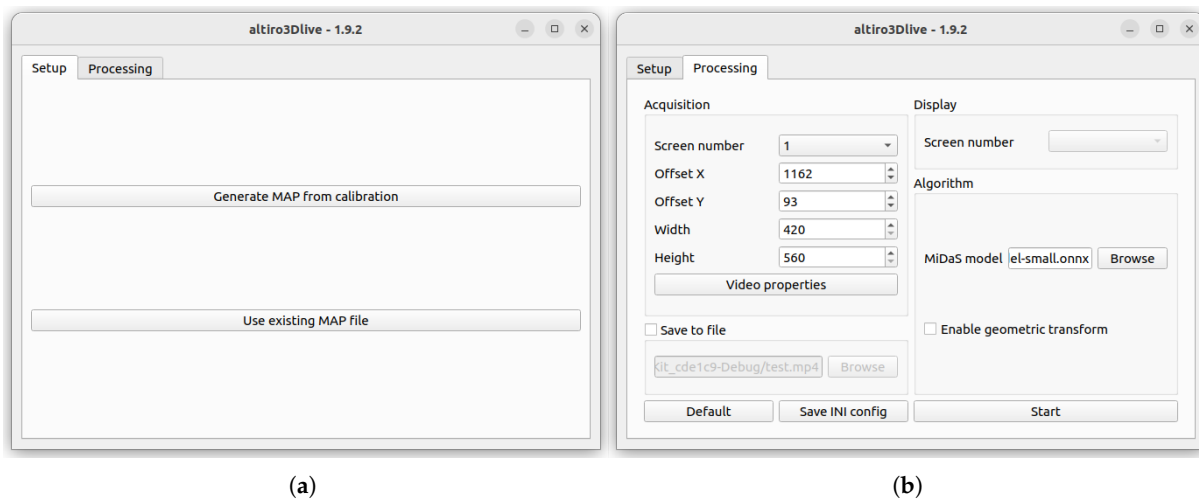 altiro3Dlive - 1.9.2
Setup Processing
Generate MAP from calibration
Use existing MAP file
(a)
altiro3Dlive - 1.9.2
Setup Processing
Acquisition
Screen number 1
Offset X 1162
Offset Y 93
Width 420
Height 560
Video properties
Save to file
Kit_cde1c9-Debug/test.mp4 Browse
Default Save INI config
Display
Screen number
Algorithm
MiDaS model el-small.onnx Browse
Enable geometric transform
Start
(b)